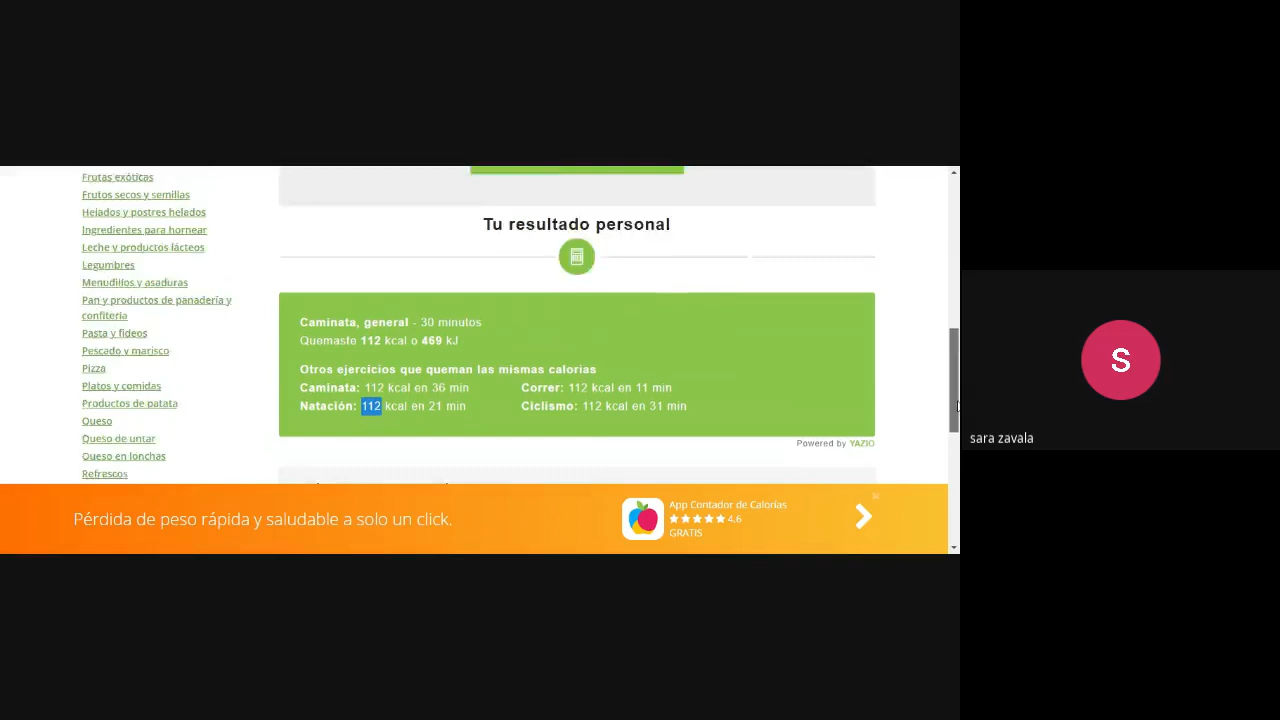 Frutas exóticas
Frutos secos y semillas
Helados y postres helados
Ingredientes para hornear
Leche y productos lácteos
Legumbres
Menudillos y asaduras
Pan y productos de panadería y
confitería
Pasta y fideos
Pescado y marisco
Pizza
Platos y comidas
Productos de patata
Queso
Queso de untar
Queso en lonchas
Refrescos
Tu resultado personal
Caminata, general - 30 minutos
Quemaste 112 kcal o 469 kJ
Otros ejercicios que queman las mismas calorías
Caminata: 112 kcal en 36 min Correr: 112 kcal en 11 min
Natación: 112 kcal en 21 min Ciclismo: 112 kcal en 31 min
Powered by YAZIO
Pérdida de peso rápida y saludable a solo un click.
App Contador de Calorías
★★★★★ 4,6
GRATIS
S
sara zavala